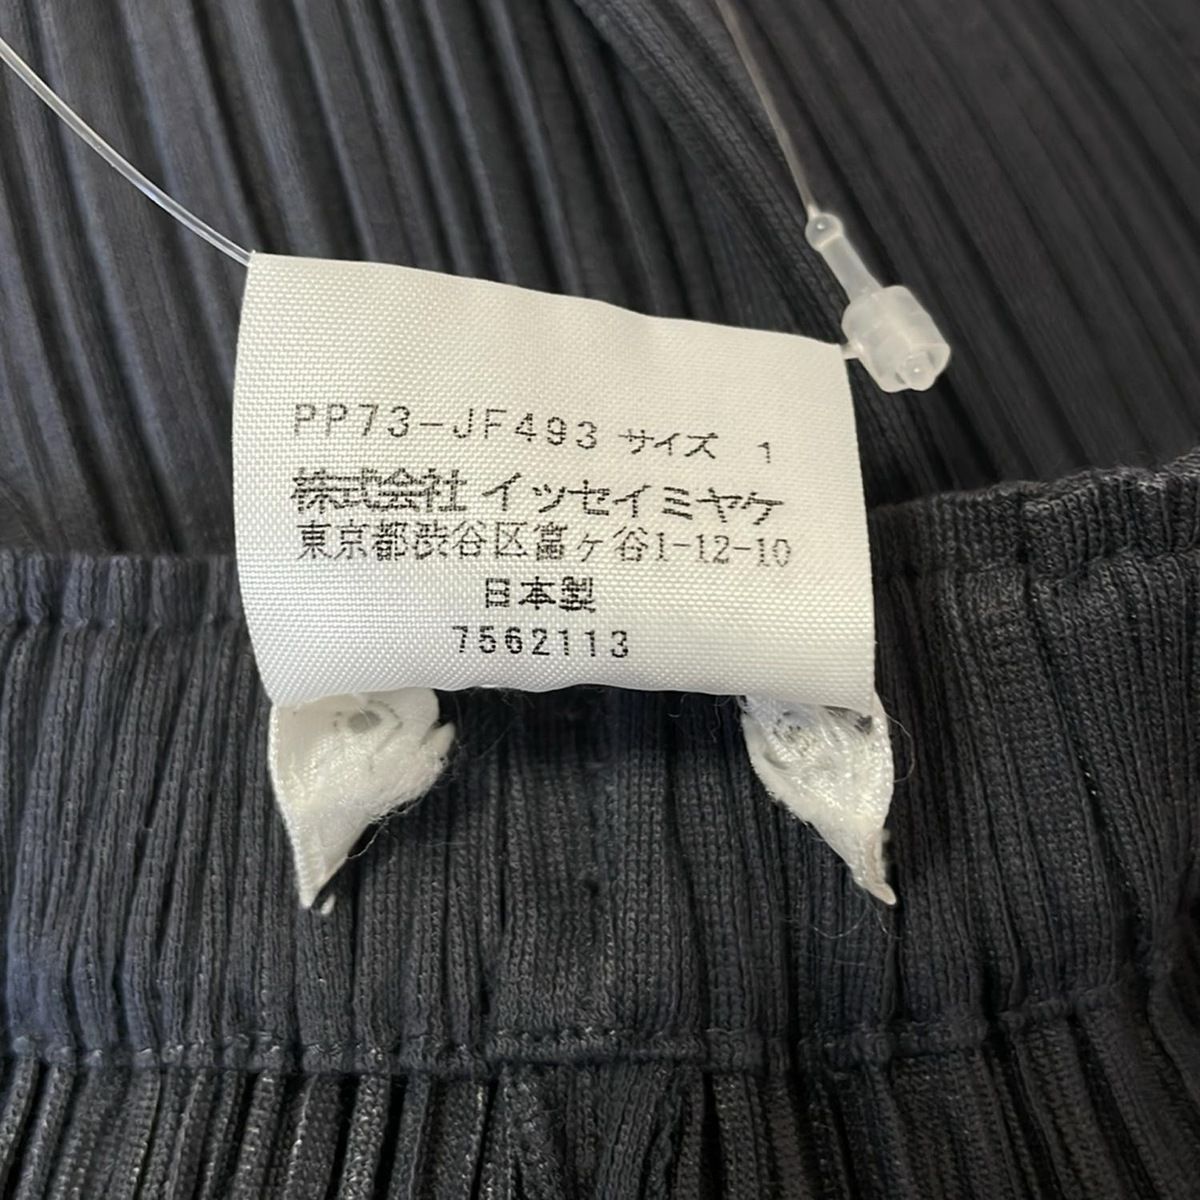 PP73-JF493 サイズ 1
株式会社 イッセイミヤケ
東京都渋谷区富ヶ谷1-12-10
日本製
7562113